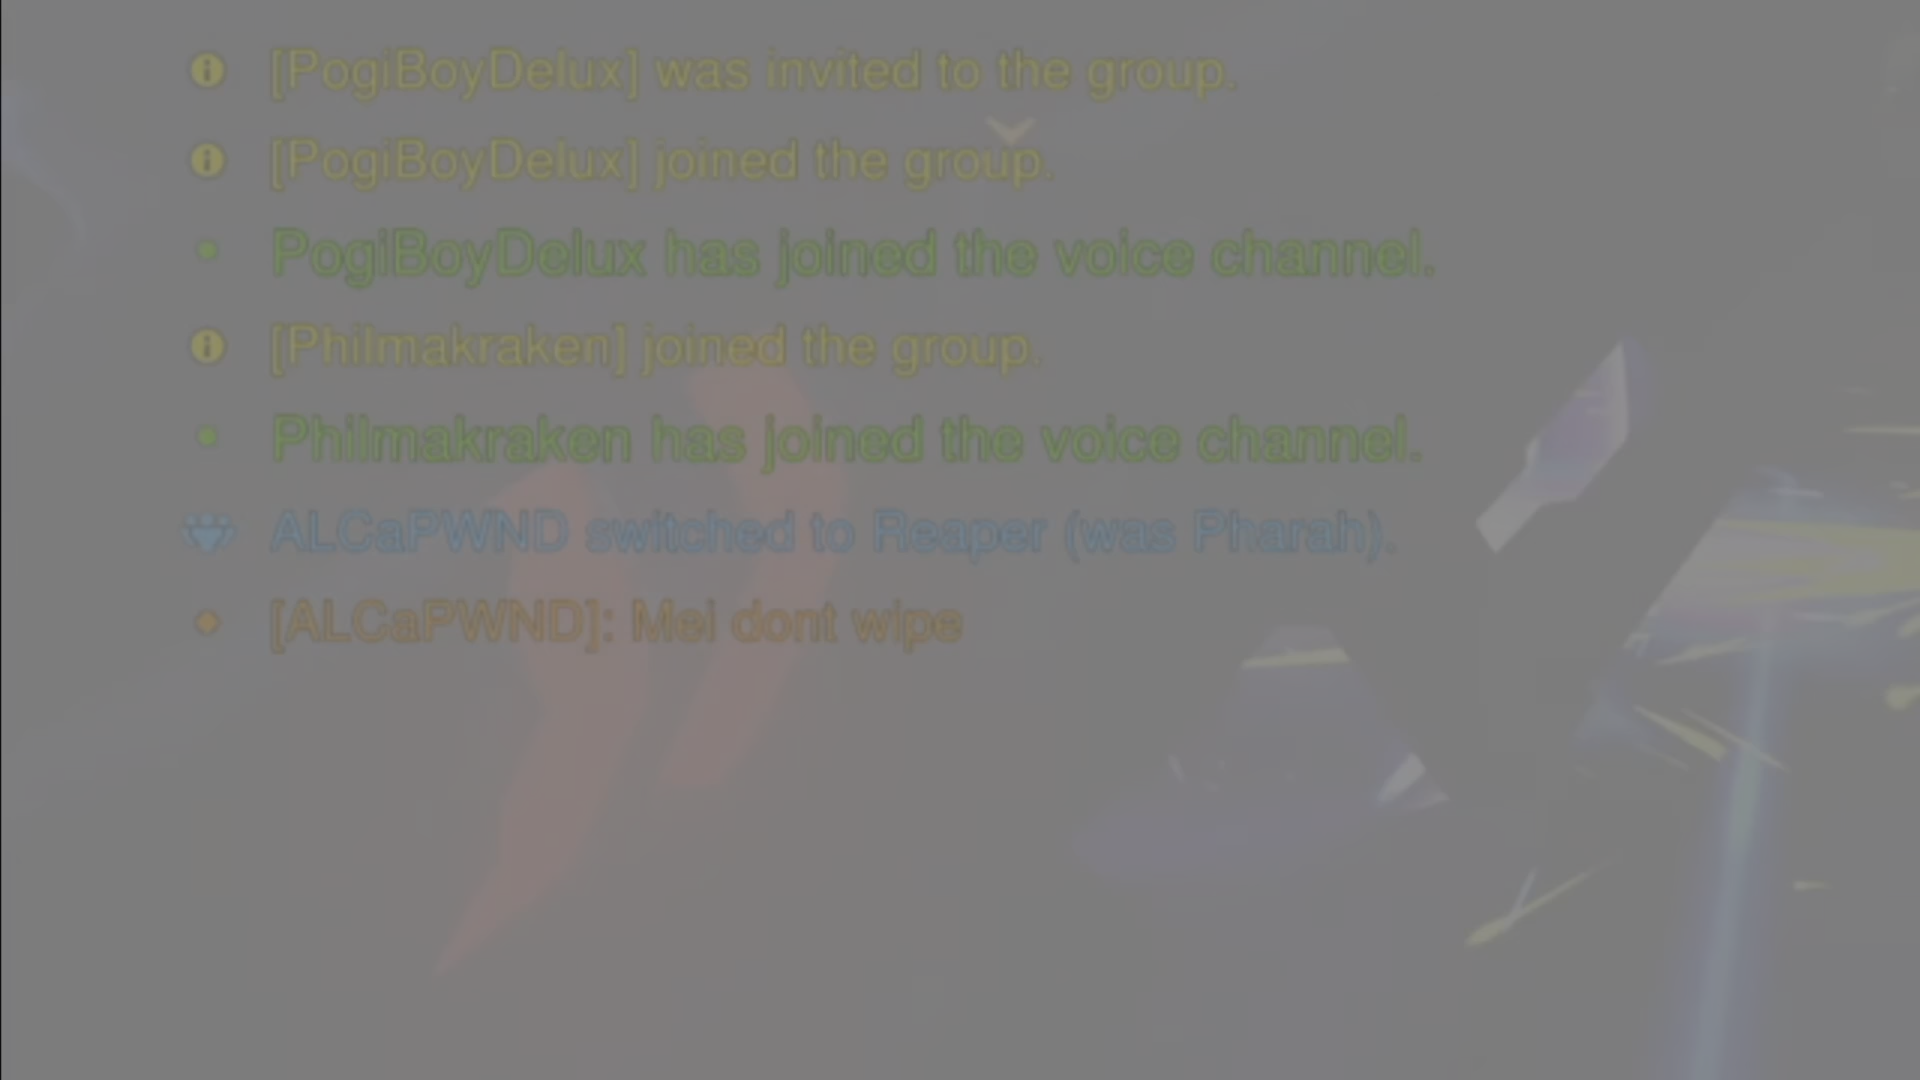 [PogiBoyDelux] was invited to the group.
[PogiBoyDelux] joined the group.
PogiBoyDelux has joined the voice channel.
[Philmakraken] joined the group.
Philmakraken has joined the voice channel.
ALCaPWND switched to Reaper (was Pharah).
[ALCaPWND]: Mei dont wipe